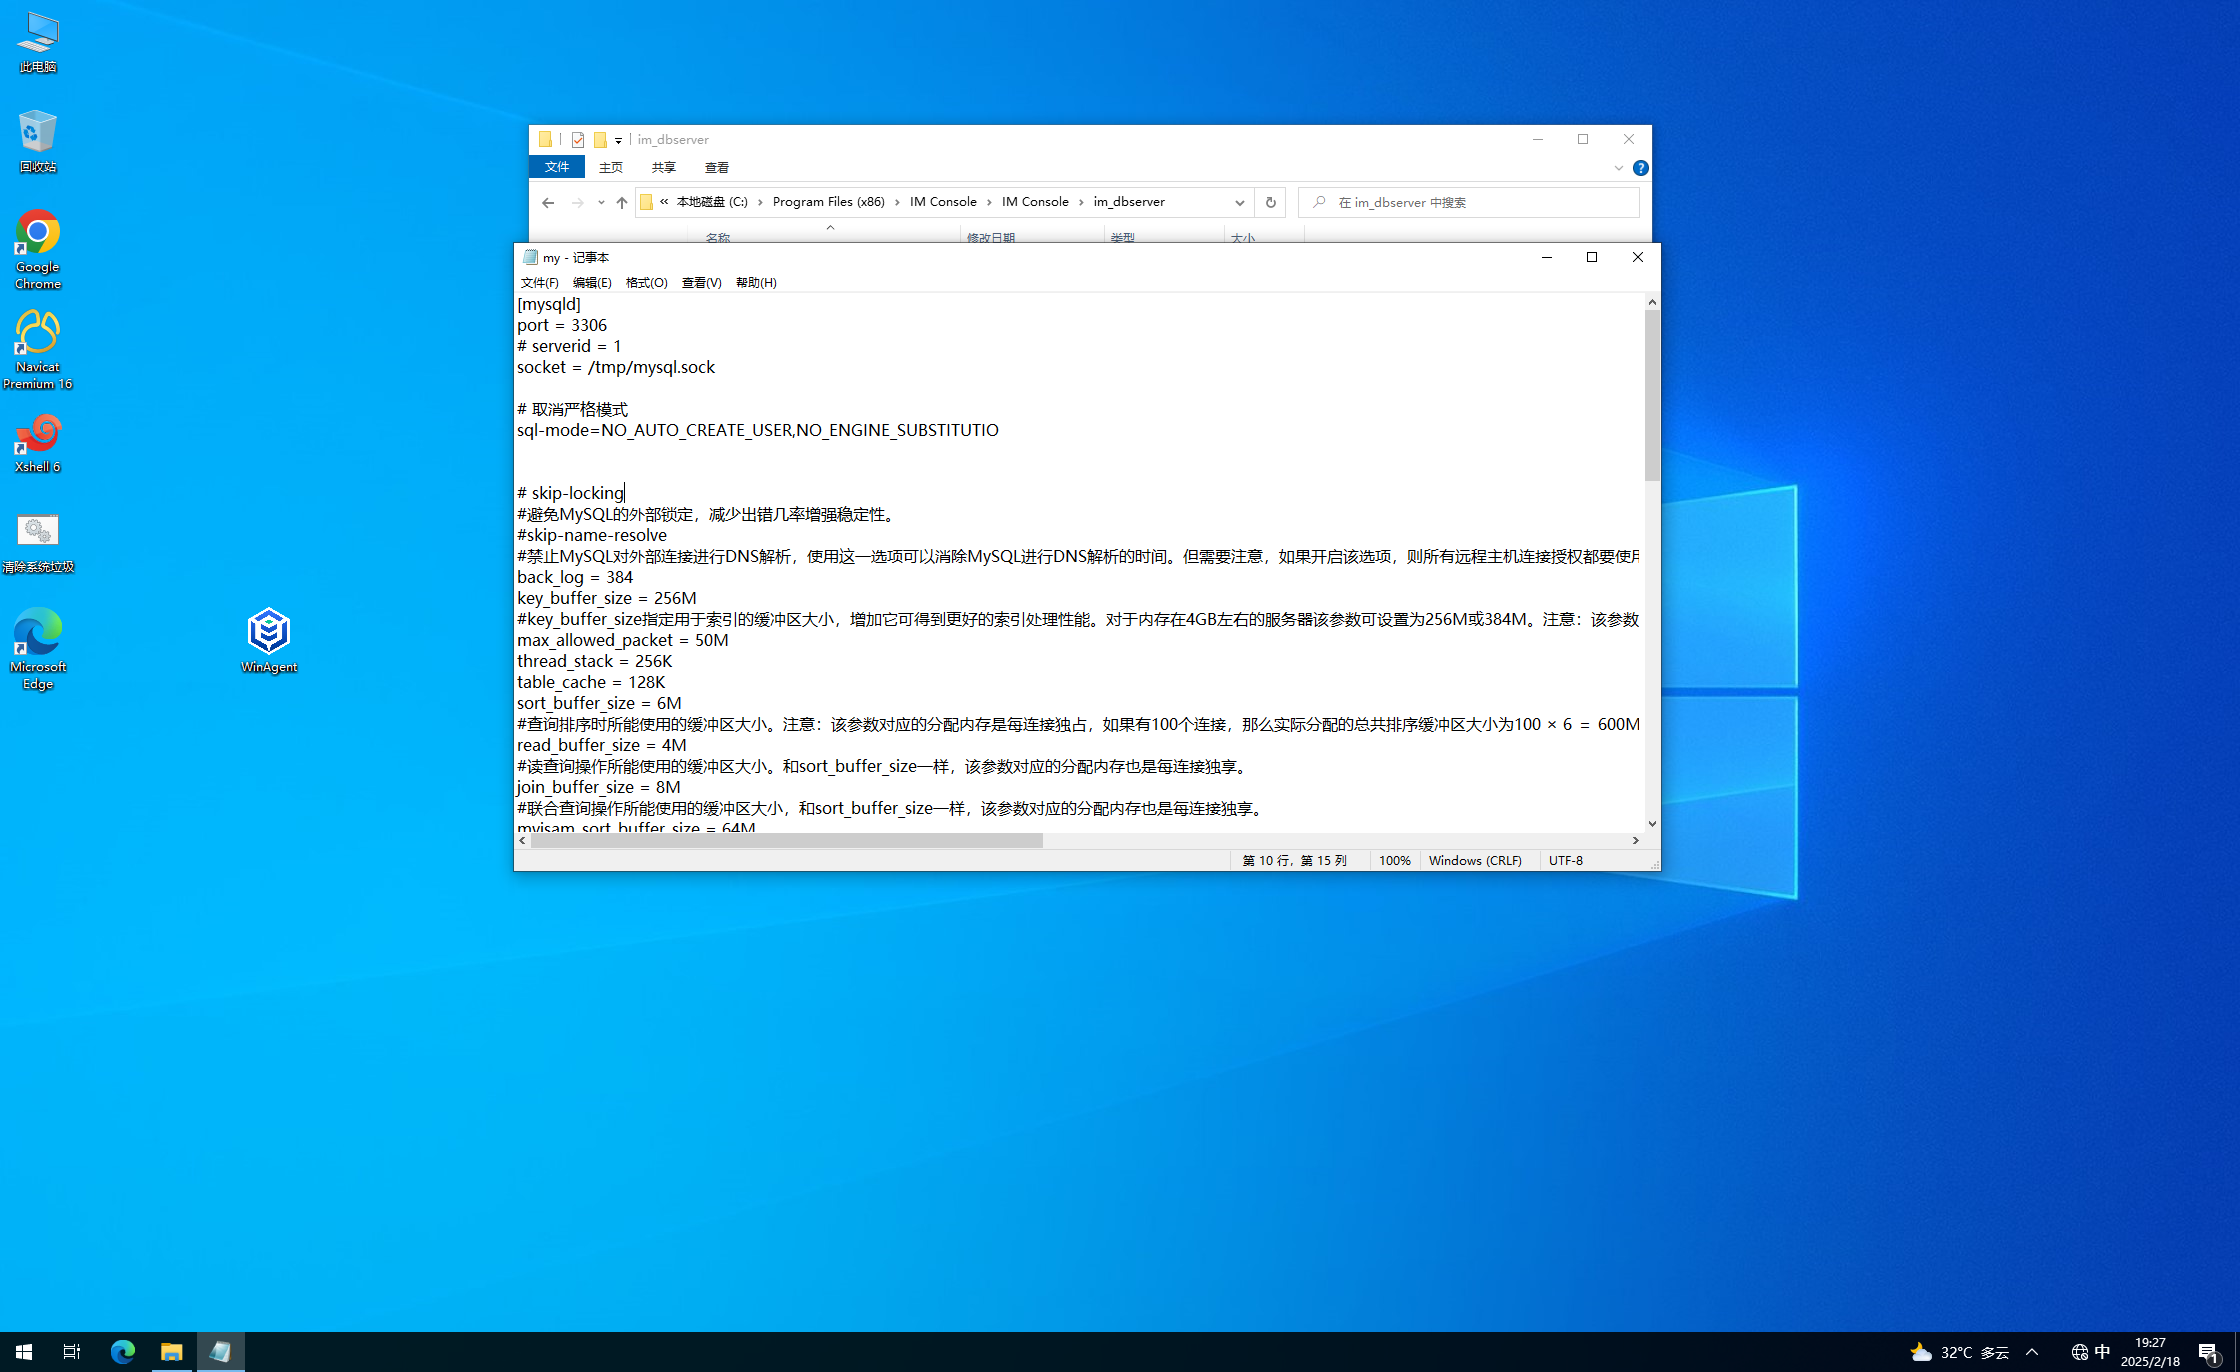 此电脑
回收站
Google
Chrome
Navicat
Premium 16
Xshell 6
清除系统垃圾
Microsoft
Edge
WinAgent
im_dbserver
文件
主页
共享
查看
本地磁盘 (C:)
Program Files (x86)
IM Console
IM Console
im_dbserver
在 im_dbserver 中搜索
名称
修改日期
类型
大小
my - 记事本
文件(F)
编辑(E)
格式(O)
查看(V)
帮助(H)
[mysqld]
port = 3306
# serverid = 1
socket = /tmp/mysql.sock
# 取消严格模式
sql-mode=NO_AUTO_CREATE_USER,NO_ENGINE_SUBSTITUTIO
# skip-locking
#避免MySQL的外部锁定，减少出错几率增强稳定性。
#skip-name-resolve
#禁止MySQL对外部连接进行DNS解析，使用这一选项可以消除MySQL进行DNS解析的时间。但需要注意，如果开启该选项，则所有远程主机连接授权都要使用
back_log = 384
key_buffer_size = 256M
#key_buffer_size指定用于索引的缓冲区大小，增加它可得到更好的索引处理性能。对于内存在4GB左右的服务器该参数可设置为256M或384M。注意：该参数
max_allowed_packet = 50M
thread_stack = 256K
table_cache = 128K
sort_buffer_size = 6M
#查询排序时所能使用的缓冲区大小。注意：该参数对应的分配内存是每连接独占，如果有100个连接，那么实际分配的总共排序缓冲区大小为100 × 6 = 600M
read_buffer_size = 4M
#读查询操作所能使用的缓冲区大小。和sort_buffer_size一样，该参数对应的分配内存也是每连接独享。
join_buffer_size = 8M
#联合查询操作所能使用的缓冲区大小，和sort_buffer_size一样，该参数对应的分配内存也是每连接独享。
myisam_sort_buffer_size = 64M
第 10 行，第 15 列
100%
Windows (CRLF)
UTF-8
32°C 多云
中
19:27
2025/2/18
1